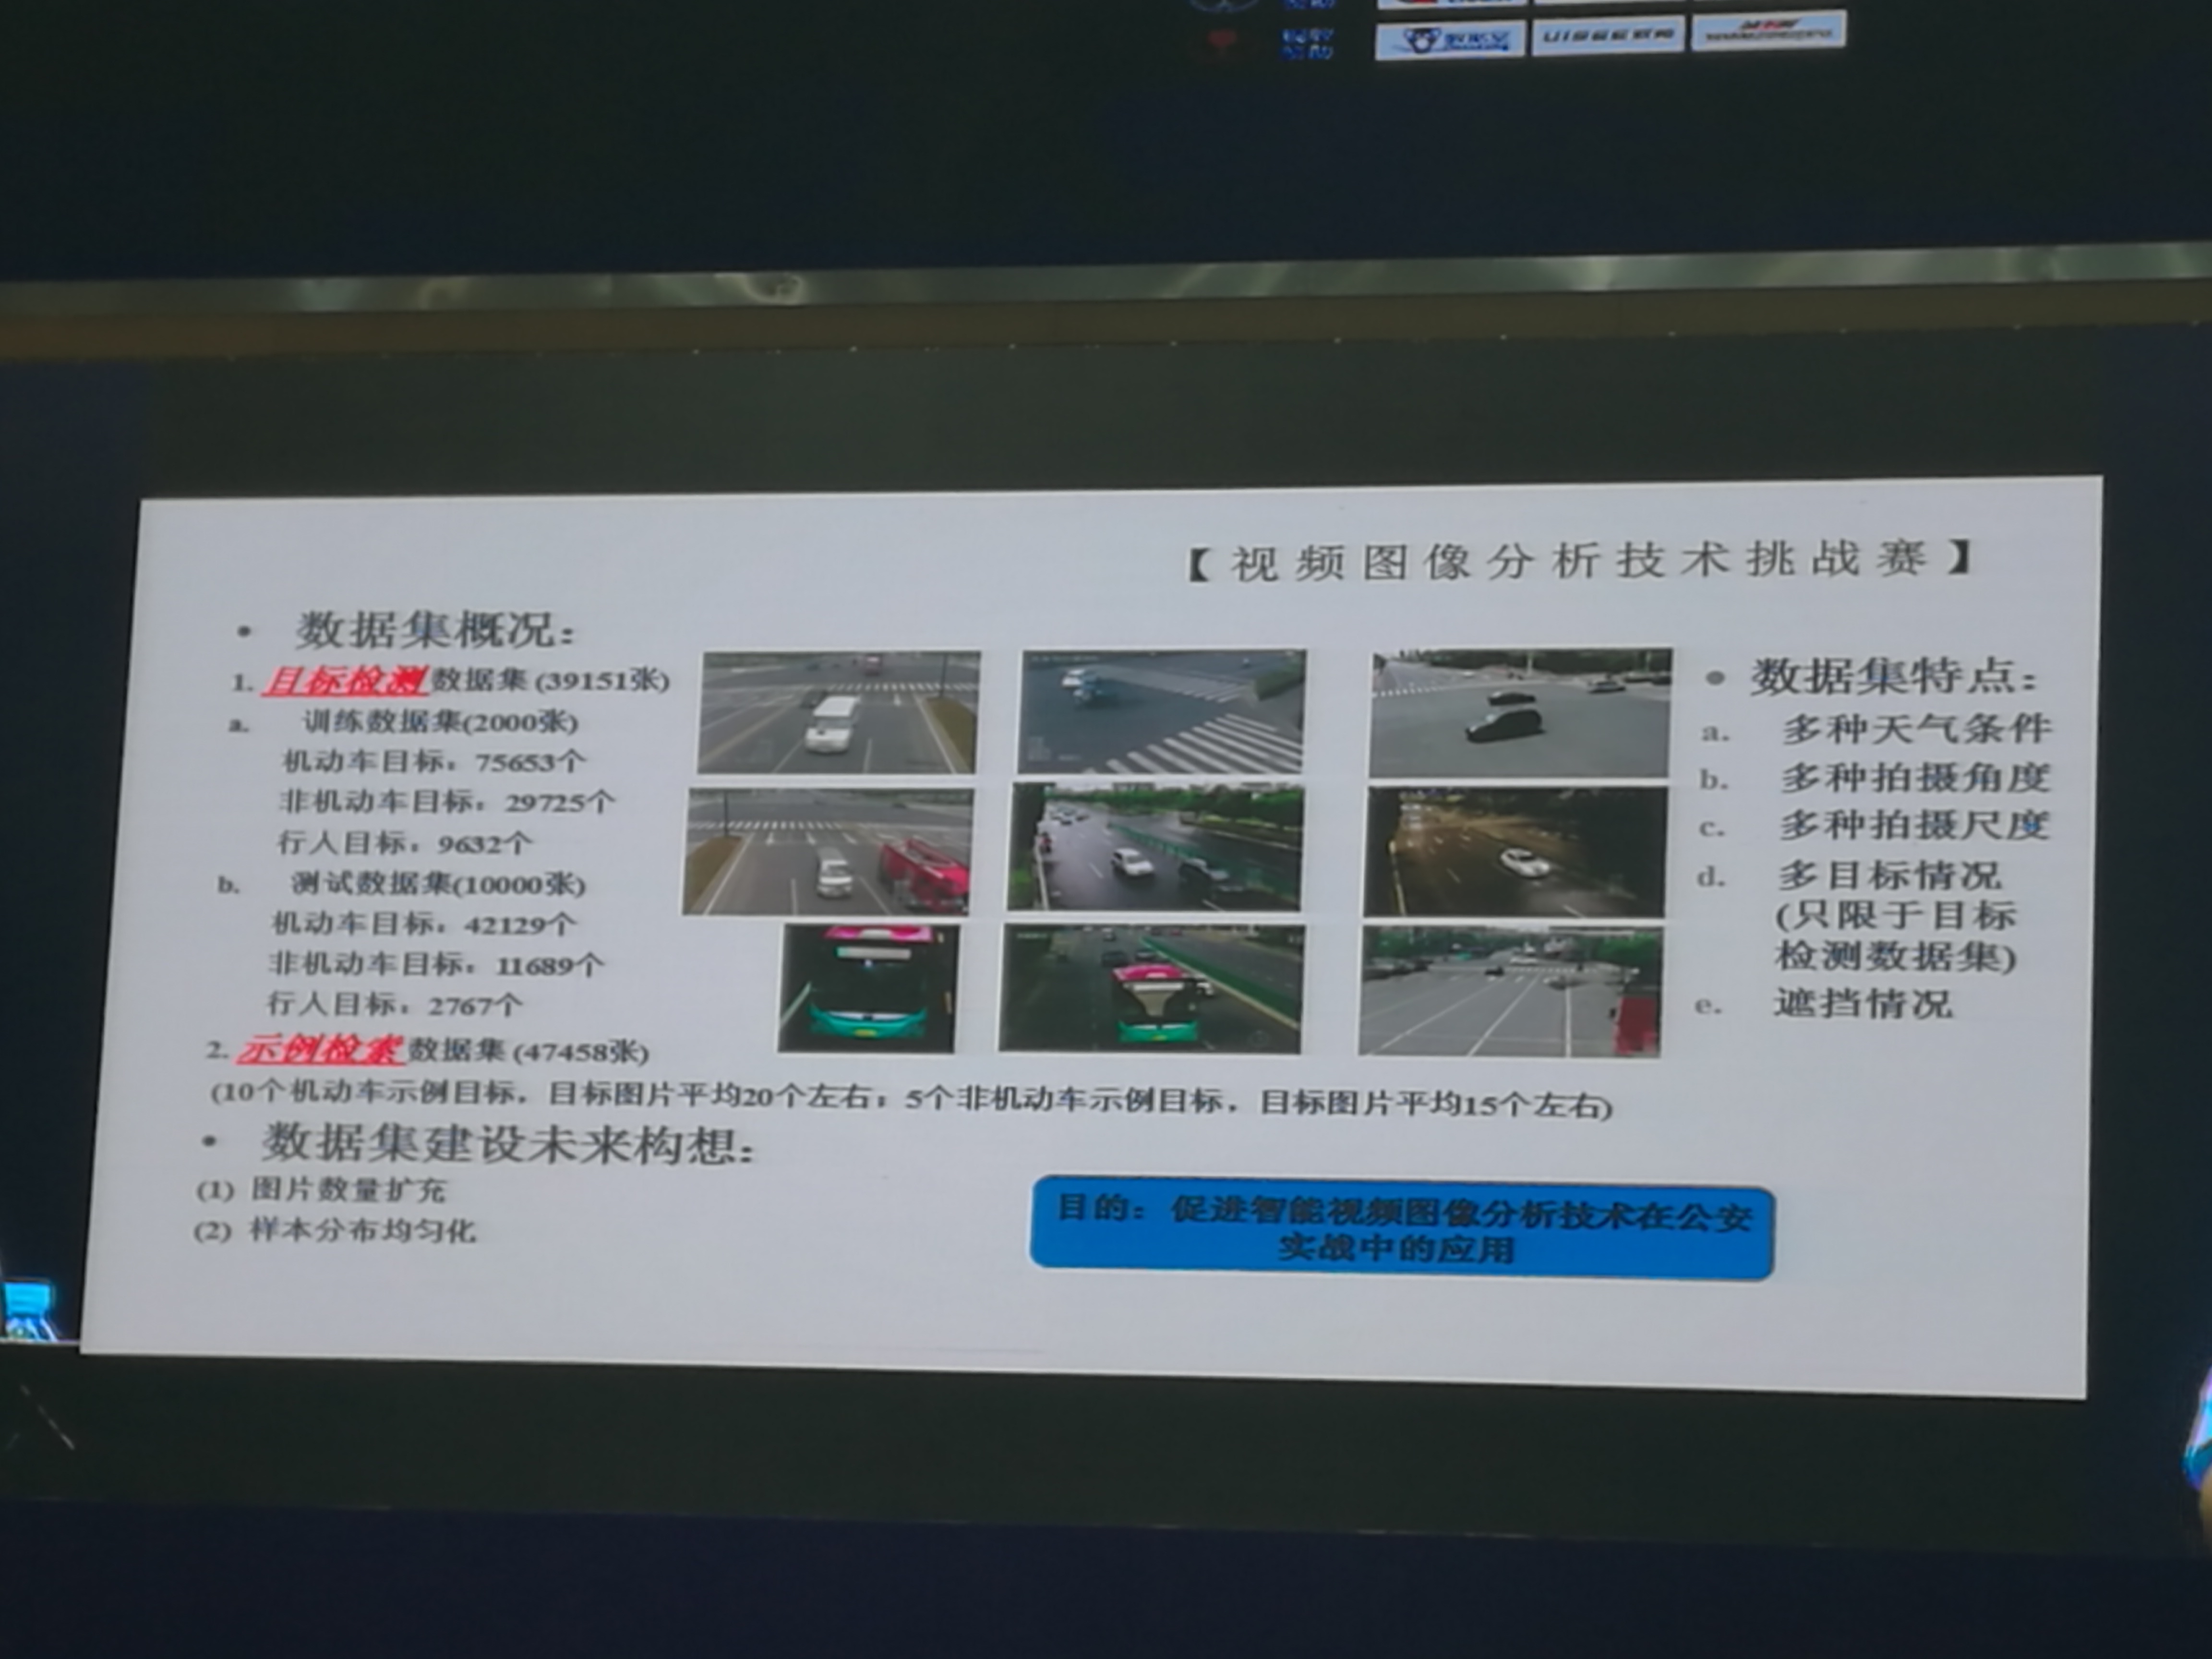 UISEE驭势
【视频图像分析技术挑战赛】
• 数据集概况：
1. 目标检测数据集 (39151张)
a. 训练数据集(2000张)
机动车目标：75653个
非机动车目标：29725个
行人目标：9632个
b. 测试数据集(10000张)
机动车目标：42129个
非机动车目标：11689个
行人目标：2767个
2. 示例检索数据集 (47458张)
(10个机动车示例目标，目标图片平均20个左右；5个非机动车示例目标，目标图片平均15个左右)
• 数据集建设未来构想：
(1) 图片数量扩充
(2) 样本分布均匀化
• 数据集特点：
a. 多种天气条件
b. 多种拍摄角度
c. 多种拍摄尺度
d. 多目标情况
(只限于目标
检测数据集)
e. 遮挡情况
目的：促进智能视频图像分析技术在公安
实战中的应用